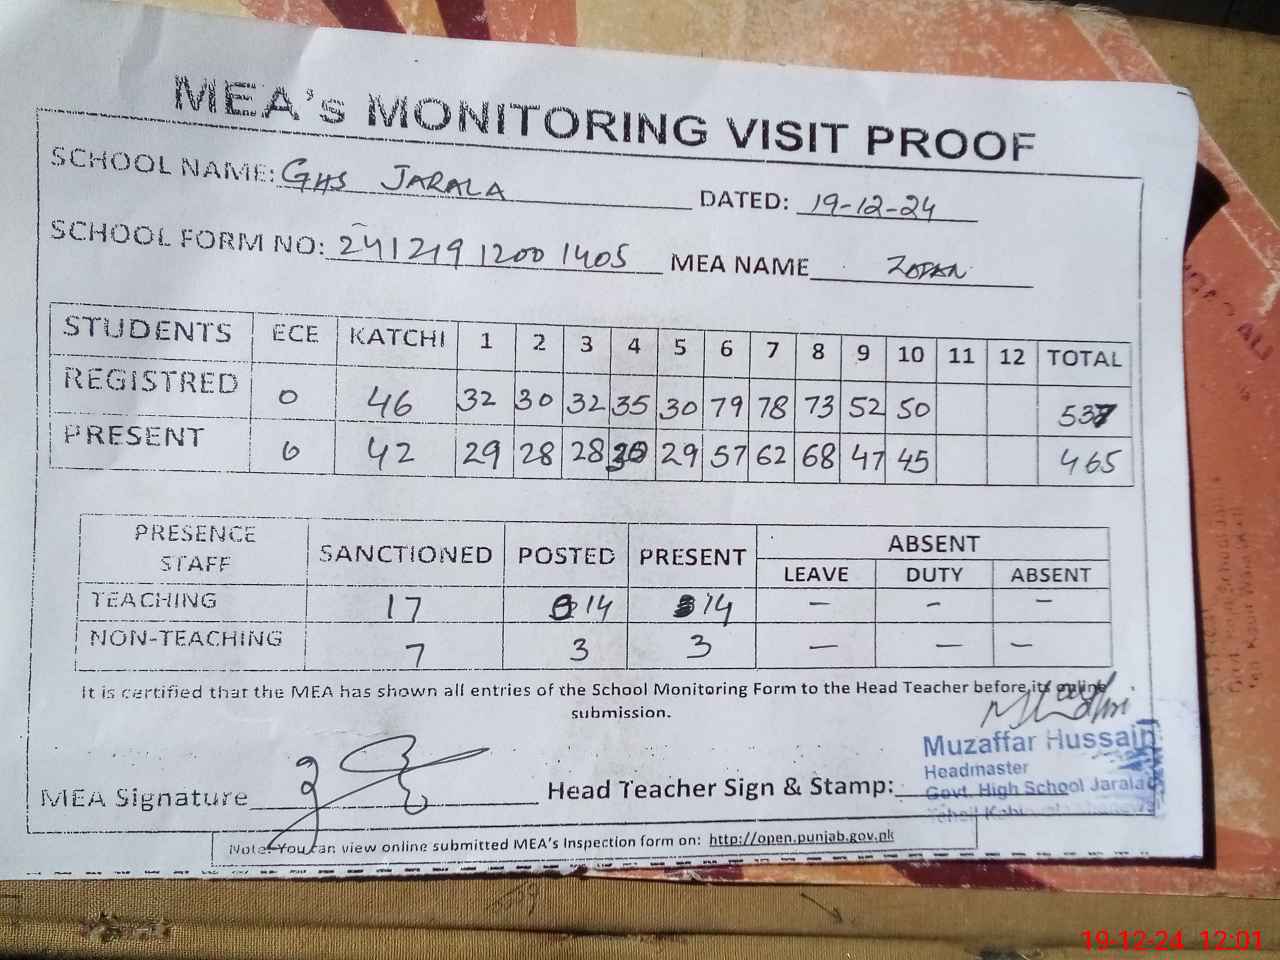 MEA's MONITORING VISIT PROOF
SCHOOL NAME: GHS JARALA DATED: 19-12-24
SCHOOL FORM NO: 241219 1200 1405 MEA NAME
STUDENTS ECE KATCHI 1 2 3 4 5 6 7 8 9 10 11 12 TOTAL
REGISTRED 0 46 32 30 32 35 30 79 78 73 52 50 537
PRESENT 0 42 29 28 28 30 29 57 62 68 47 45 465
PRESENCE STAFF SANCTIONED POSTED PRESENT ABSENT
LEAVE DUTY ABSENT
TEACHING 17 14 14 — — —
NON-TEACHING 7 3 3 — — —
It is certified that the MEA has shown all entries of the School Monitoring Form to the Head Teacher before its online
submission.
Muzaffar Hussain
Headmaster
Govt. High School Jarala
MEA Signature Head Teacher Sign & Stamp:
Note: You can view online submitted MEA's Inspection form on: http://open.punjab.gov.pk
19-12-24 12:01